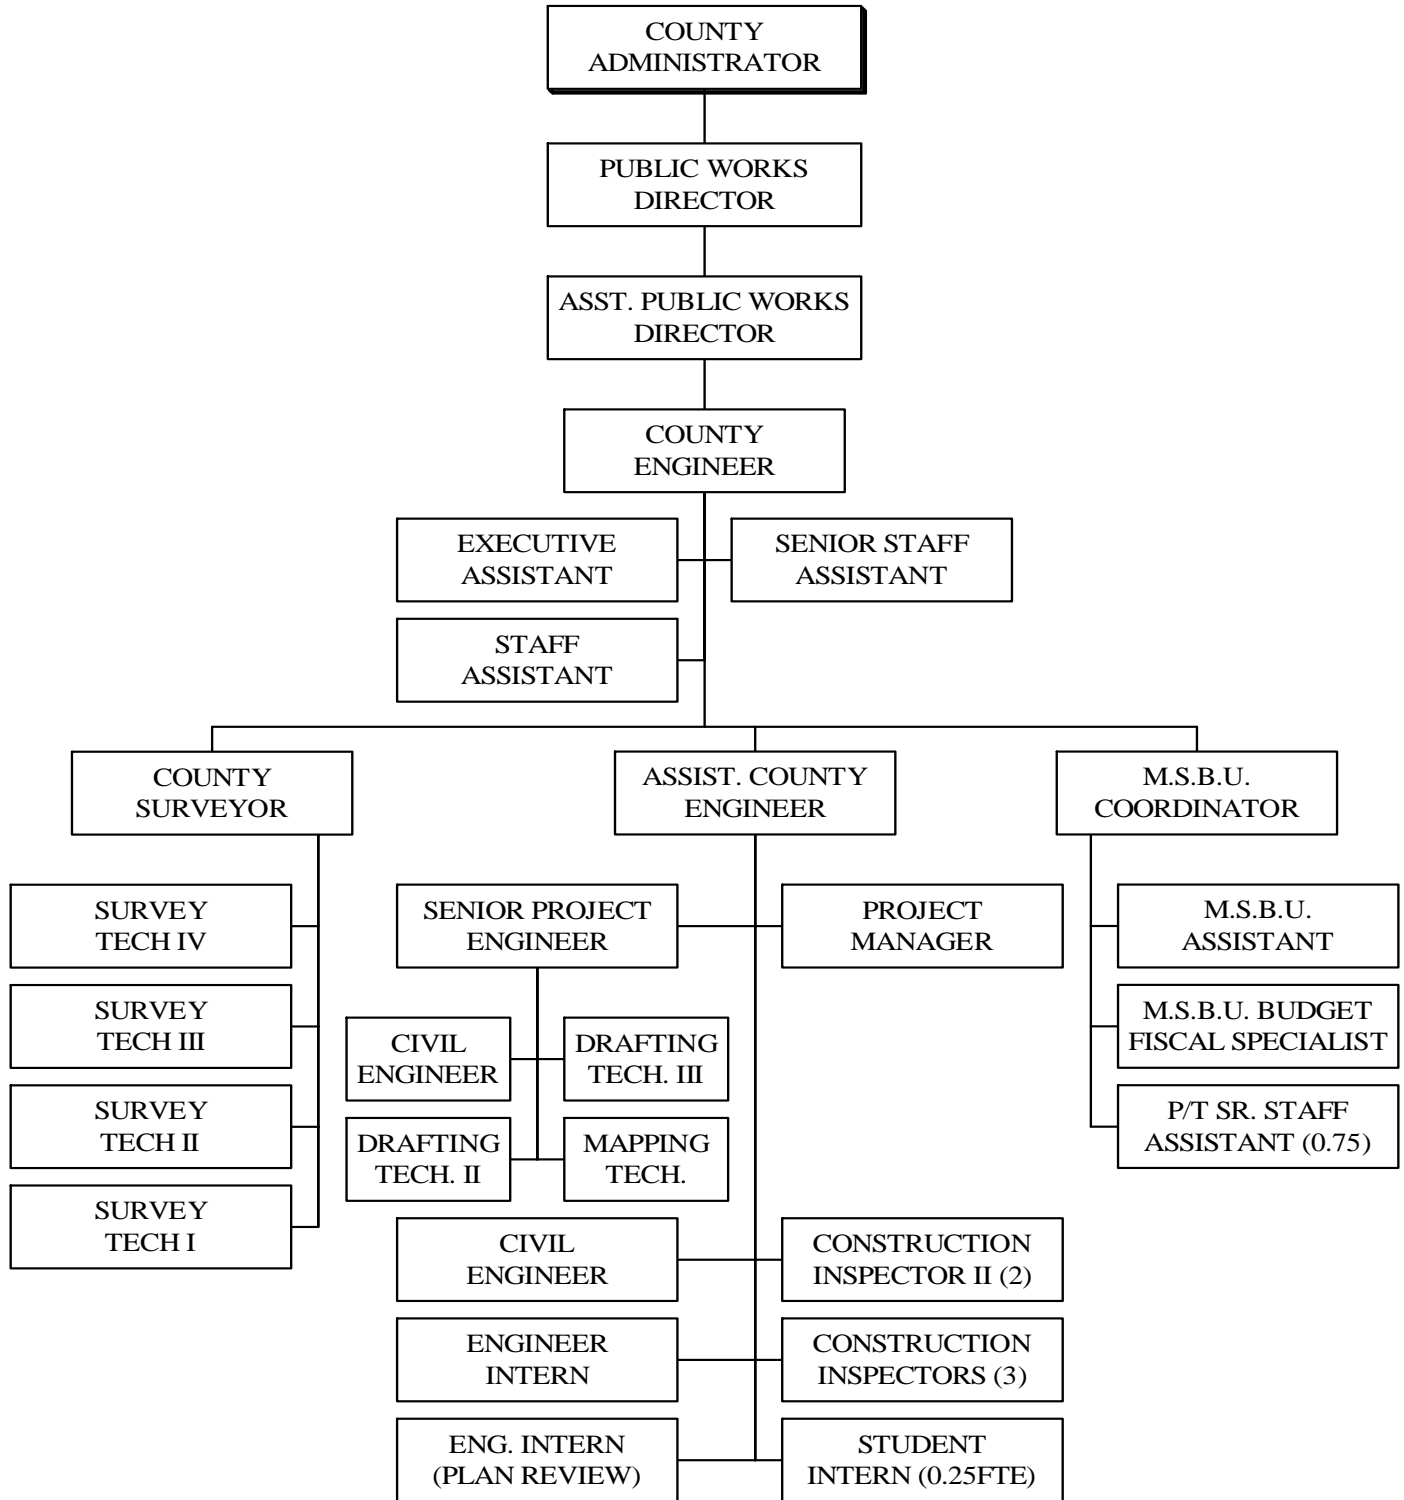 COUNTY
ADMINISTRATOR
PUBLIC WORKS
DIRECTOR
ASST. PUBLIC WORKS
DIRECTOR
COUNTY
ENGINEER
EXECUTIVE
ASSISTANT
SENIOR STAFF
ASSISTANT
STAFF
ASSISTANT
COUNTY
SURVEYOR
ASSIST. COUNTY
ENGINEER
M.S.B.U.
COORDINATOR
SURVEY
TECH IV
SENIOR PROJECT
ENGINEER
PROJECT
MANAGER
M.S.B.U.
ASSISTANT
SURVEY
TECH III
CIVIL
ENGINEER
DRAFTING
TECH. III
M.S.B.U. BUDGET
FISCAL SPECIALIST
SURVEY
TECH II
DRAFTING
TECH. II
MAPPING
TECH.
P/T SR. STAFF
ASSISTANT (0.75)
SURVEY
TECH I
CIVIL
ENGINEER
CONSTRUCTION
INSPECTOR II (2)
ENGINEER
INTERN
CONSTRUCTION
INSPECTORS (3)
ENG. INTERN
(PLAN REVIEW)
STUDENT
INTERN (0.25FTE)